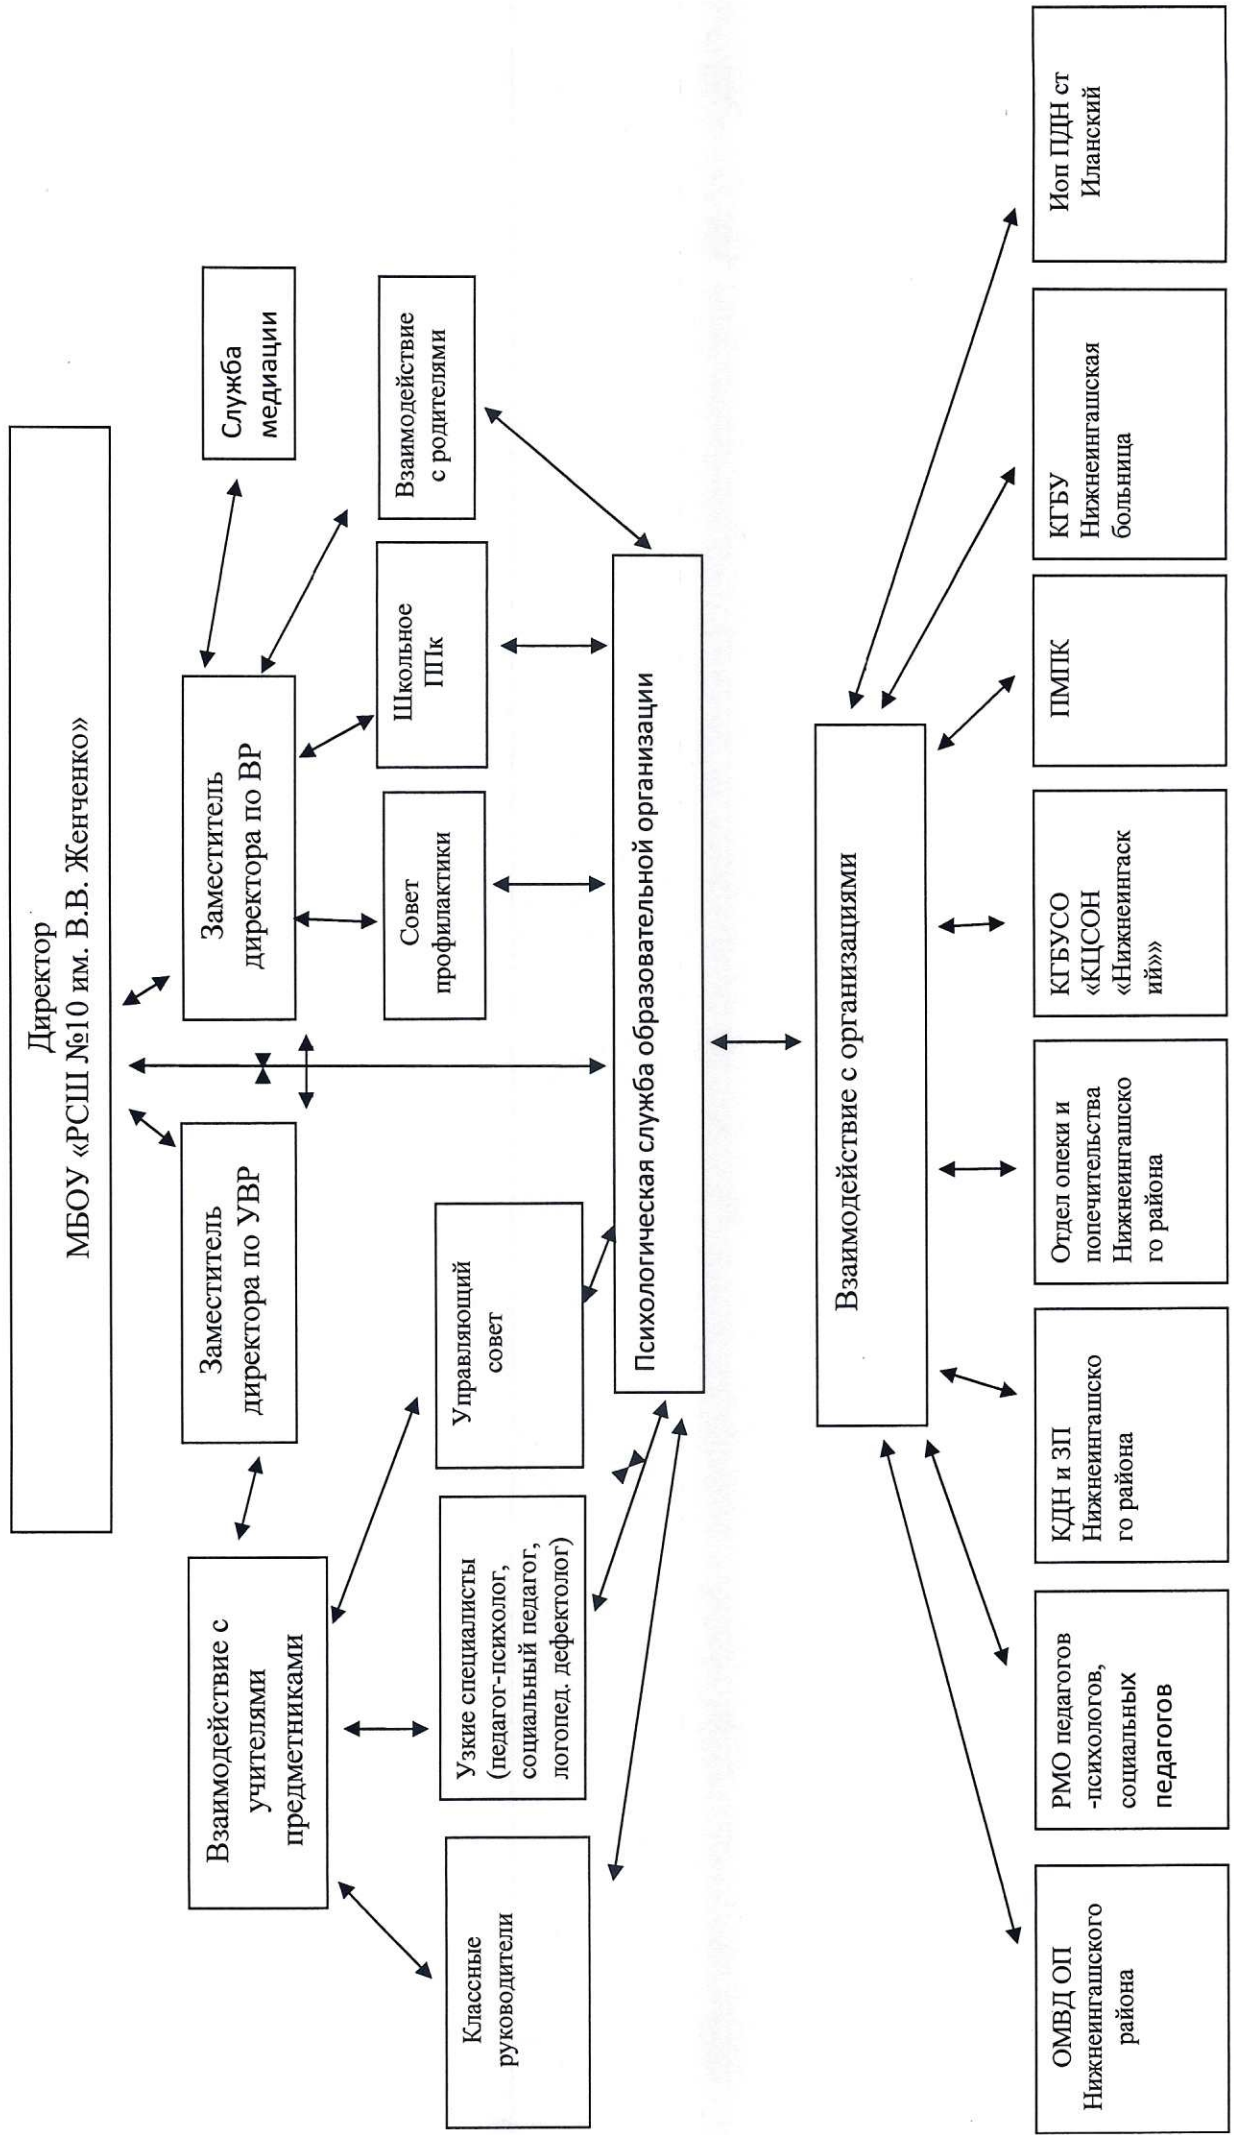 Директор
МБОУ «РСШ №10 им. В.В. Женченко»
Взаимодействие с
учителями
предметниками
Заместитель
директора по УВР
Заместитель
директора по ВР
Служба
медиации
Классные
руководители
Узкие специалисты
(педагог-психолог,
социальный педагог,
логопед. дефектолог)
Управляющий
совет
Совет
профилактики
Школьное
ППк
Взаимодействие
с родителями
Психологическая служба образовательной организации
Взаимодействие с организациями
ОМВД ОП
Нижнеингашского
района
РМО педагогов
-психологов,
социальных
педагогов
КДН и ЗП
Нижнеингашско
го района
Отдел опеки и
попечительства
Нижнеингашско
го района
КГБУСО
«КЦСОН
«Нижнеингаск
ий»»
ПМПК
КГБУ
Нижнеингашская
больница
Иоп ПДН ст
Иланский